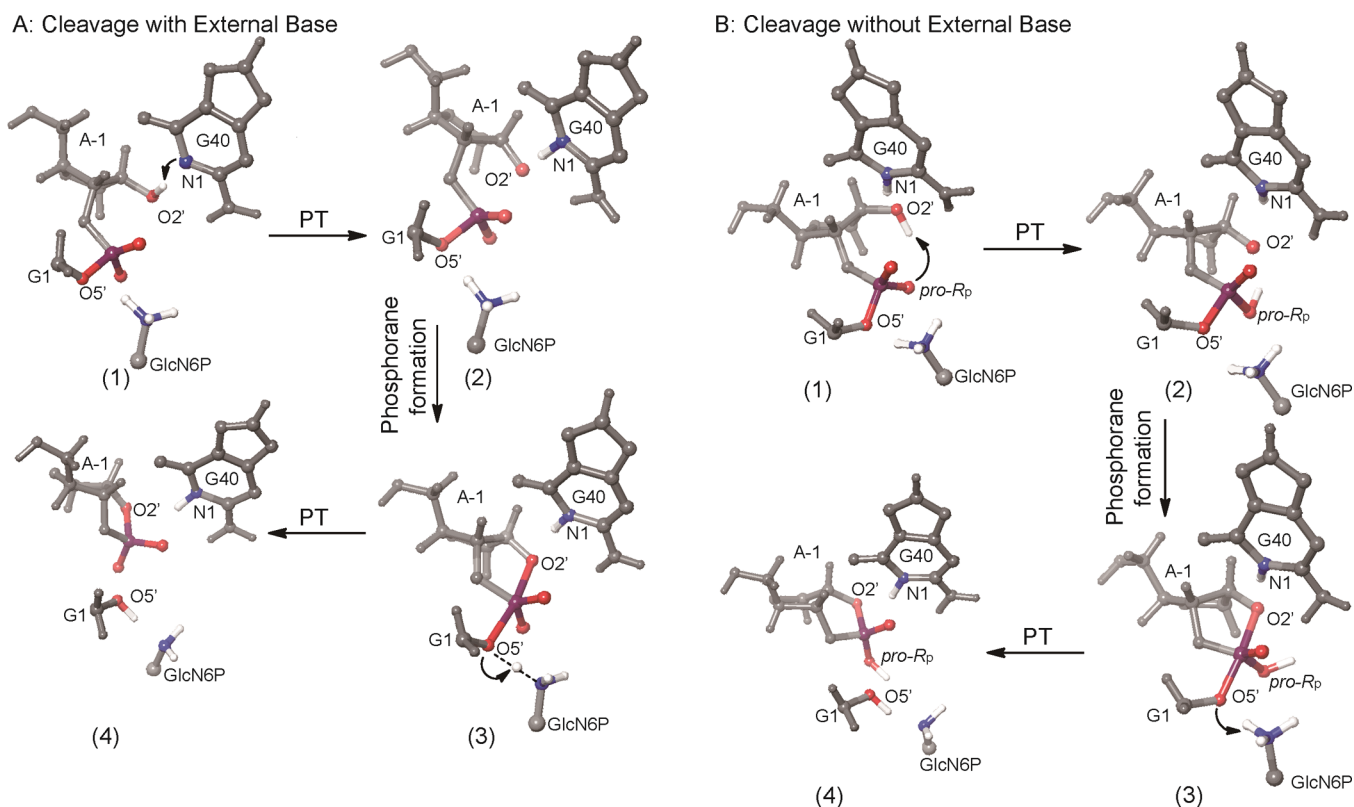 A: Cleavage with External Base
A-1
G40
N1
O2'
G1
O5'
GlcN6P
(1)
PT
A-1
G40
N1
O2'
G1
O5'
GlcN6P
(2)
Phosphorane
formation
A-1
G40
N1
O2'
G1
O5'
GlcN6P
(3)
PT
A-1
G40
N1
O2'
G1
O5'
GlcN6P
(4)
B: Cleavage without External Base
G40
N1
A-1
O2'
pro-Rp
G1
O5'
GlcN6P
(1)
PT
G40
N1
A-1
O2'
pro-Rp
G1
O5'
GlcN6P
(2)
Phosphorane
formation
G40
N1
A-1
O2'
pro-Rp
G1
O5'
GlcN6P
(3)
PT
G40
N1
A-1
O2'
pro-Rp
G1
O5'
GlcN6P
(4)